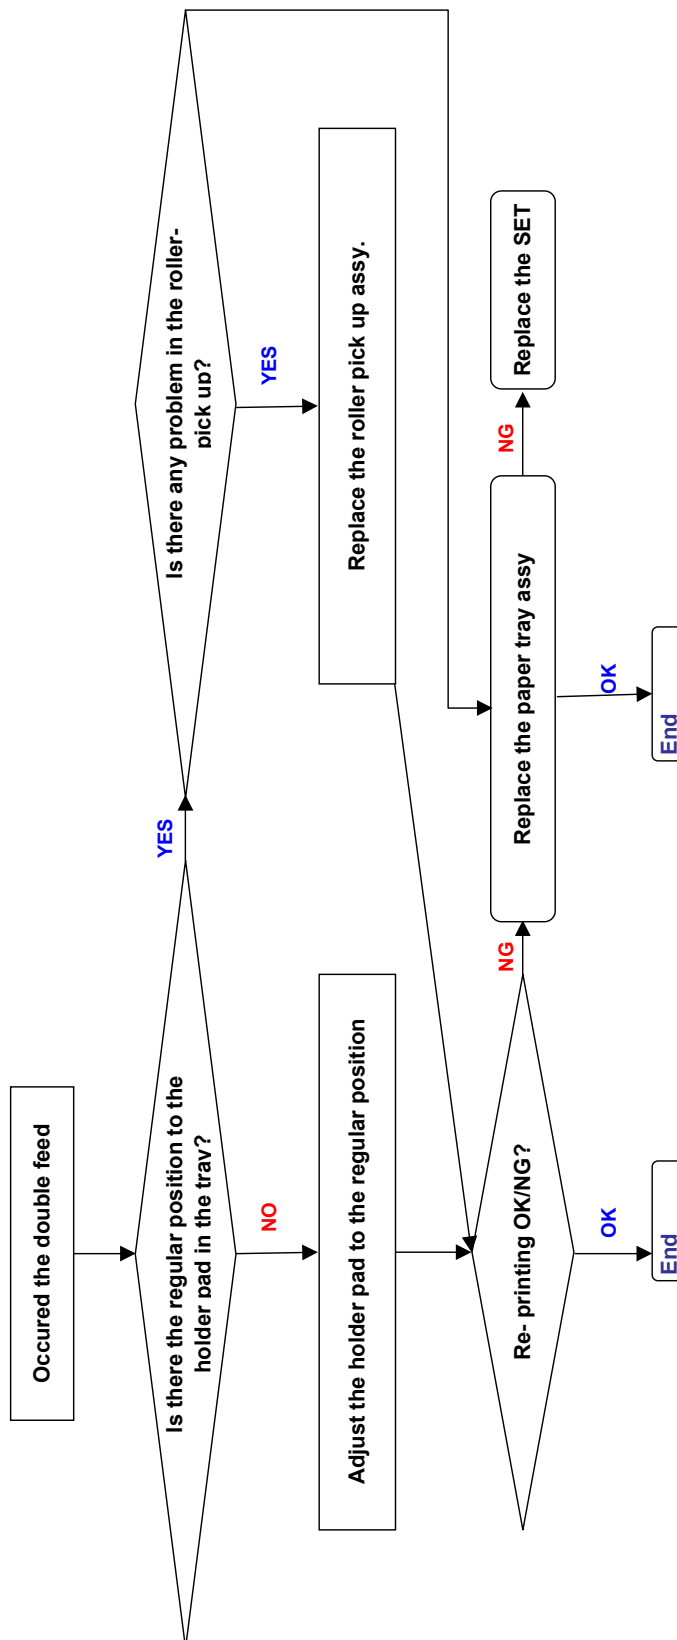 Occured the double feed
Is there the regular position to the
holder pad in the tray?
YES
Is there any problem in the roller-
pick up?
NO
YES
Adjust the holder pad to the regular position
Replace the roller pick up assy.
Re- printing OK/NG?
NG
Replace the paper tray assy
NG
Replace the SET
OK
OK
End
End